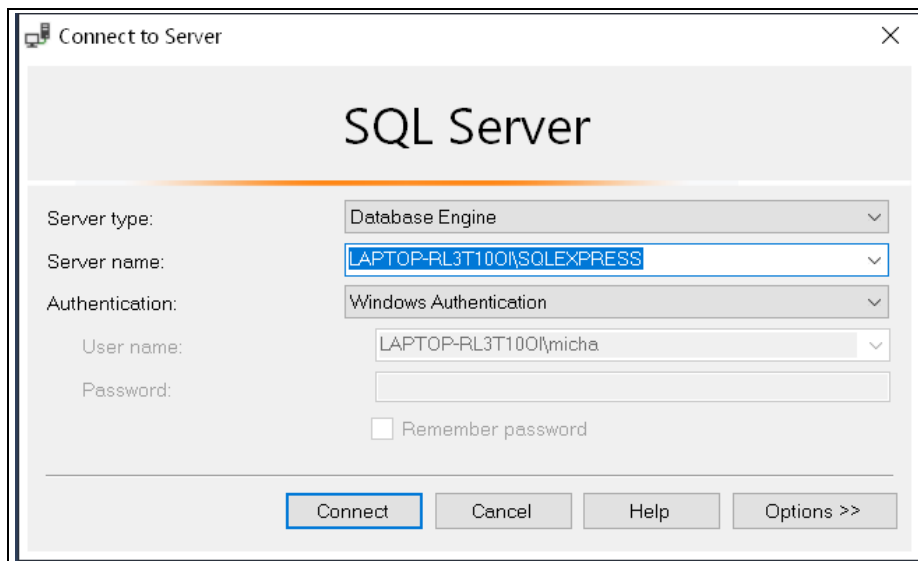 Connect to Server
SQL Server
Server type: Database Engine
Server name: LAPTOP-RL3T10OI\SQLEXPRESS
Authentication: Windows Authentication
User name: LAPTOP-RL3T10OI\micha
Password:
Remember password
Connect Cancel Help Options >>